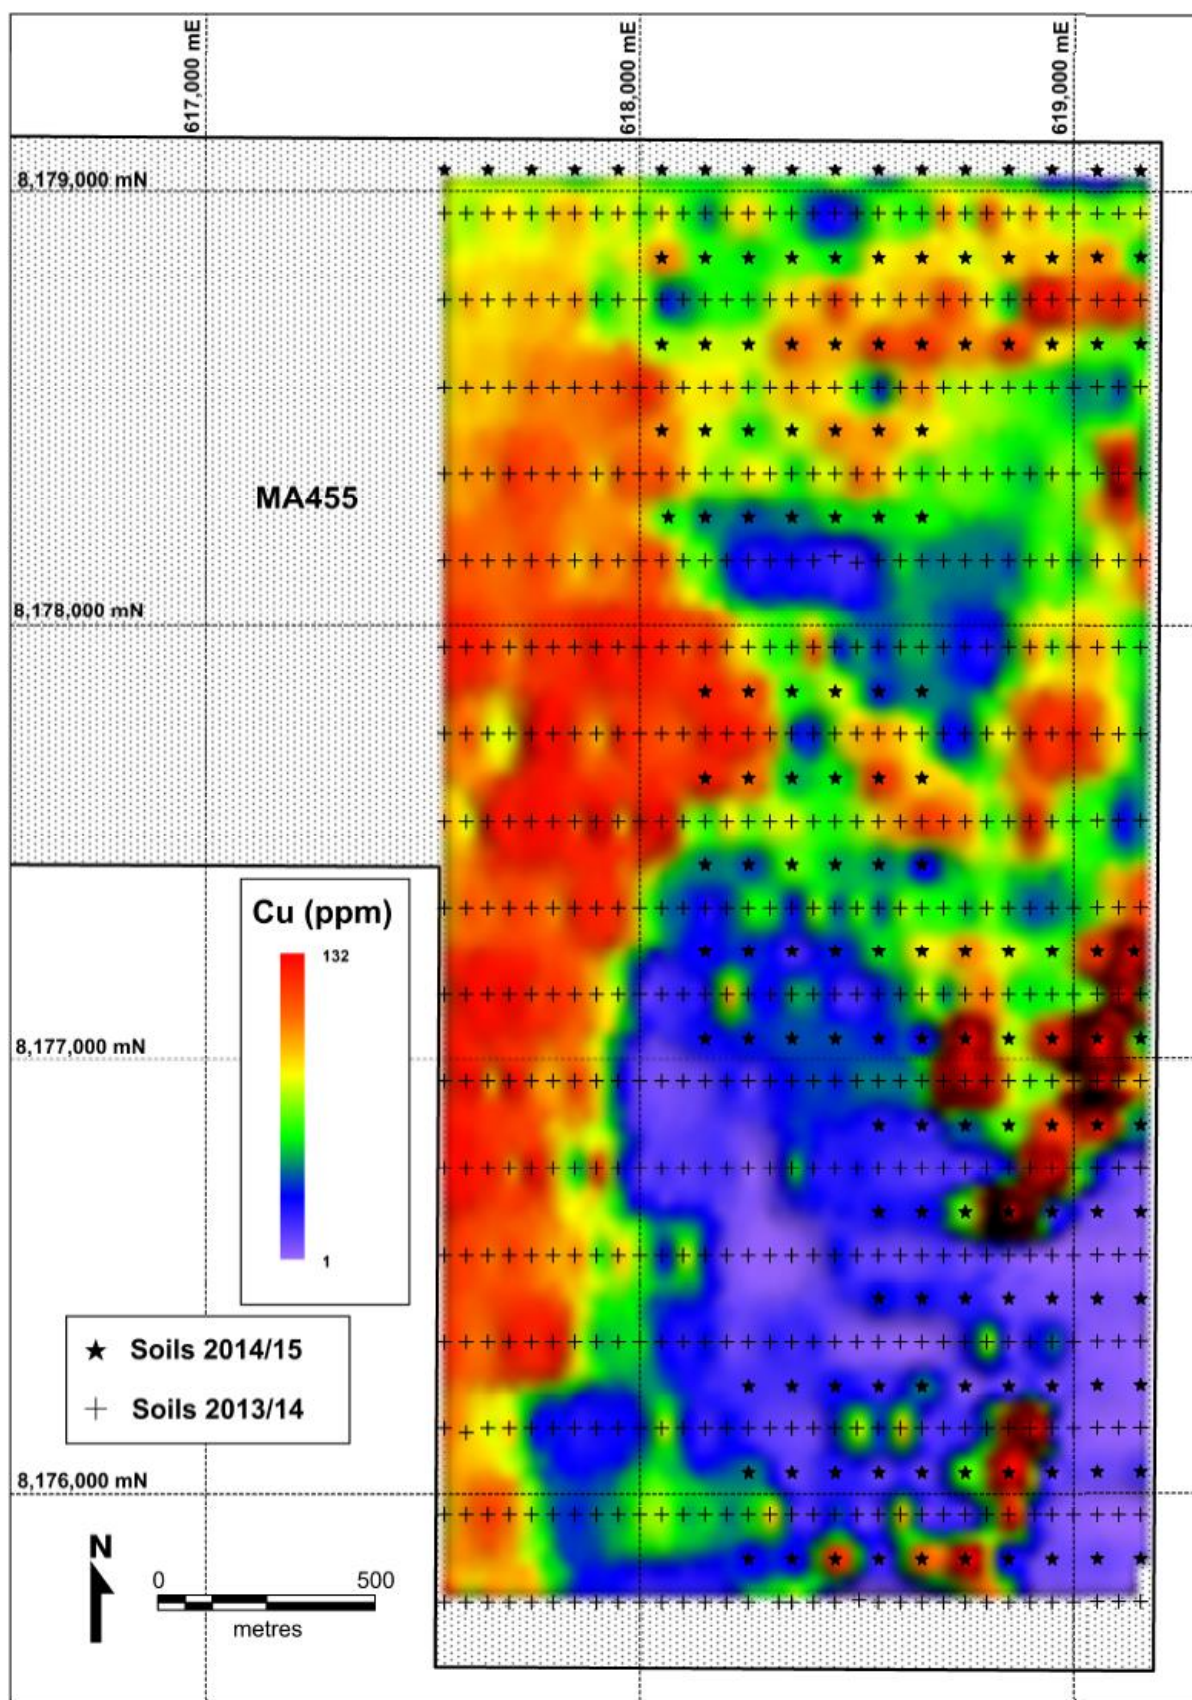 617,000 mE
618,000 mE
619,000 mE
8,179,000 mN
MA455
8,178,000 mN
Cu (ppm)
132
1
8,177,000 mN
Soils 2014/15
Soils 2013/14
8,176,000 mN
N
0 500
metres